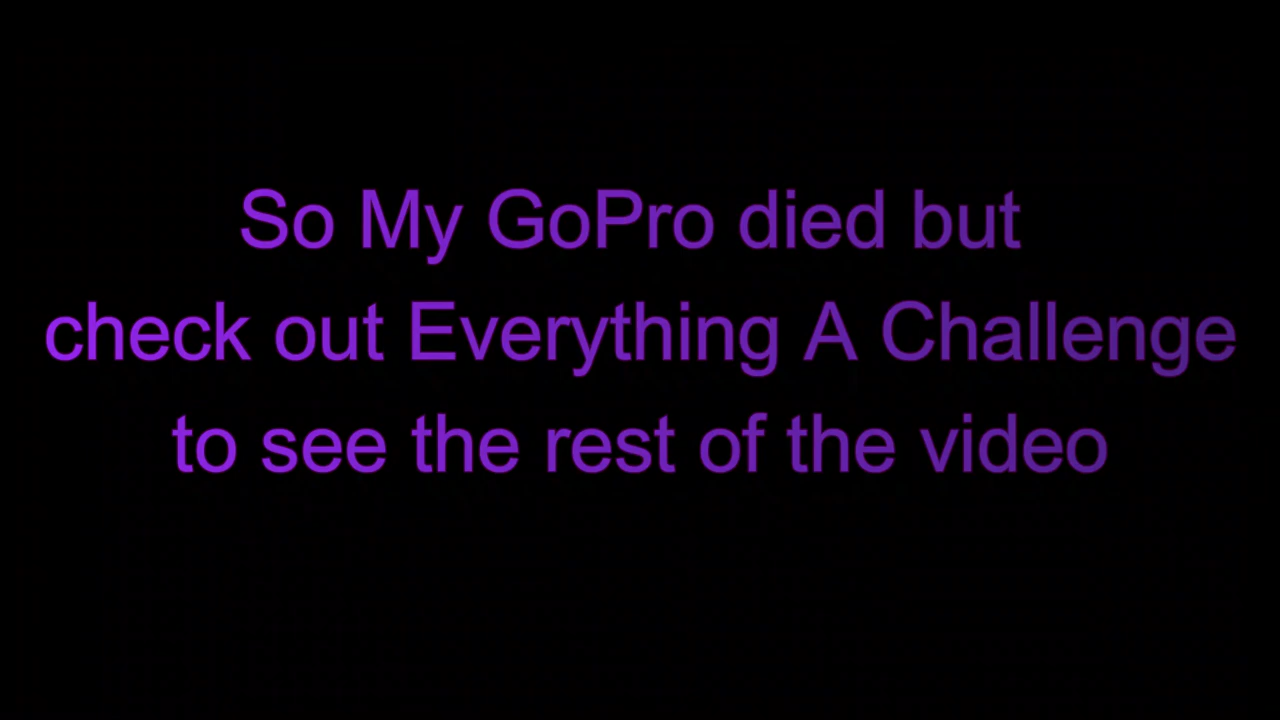 So My GoPro died but
check out Everything A Challenge
to see the rest of the video